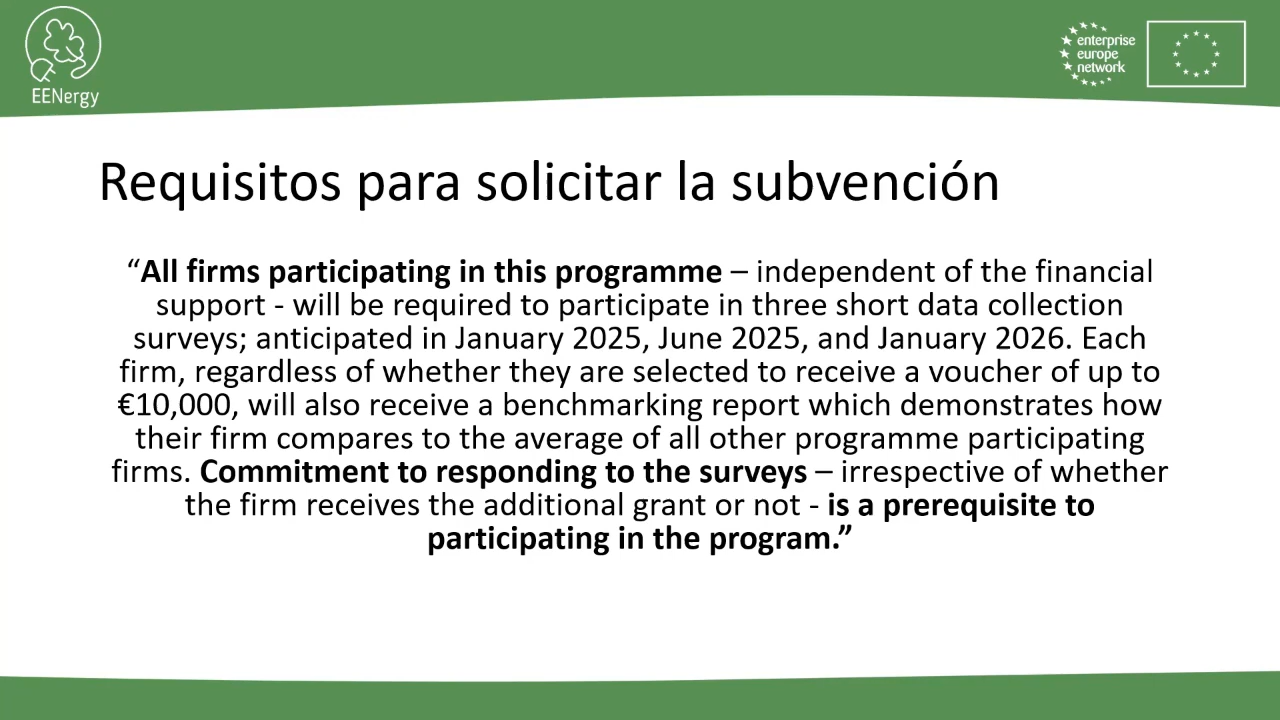 EENergy
enterprise
europe
network
Requisitos para solicitar la subvención
“All firms participating in this programme – independent of the financial
support - will be required to participate in three short data collection
surveys; anticipated in January 2025, June 2025, and January 2026. Each
firm, regardless of whether they are selected to receive a voucher of up to
€10,000, will also receive a benchmarking report which demonstrates how
their firm compares to the average of all other programme participating
firms. Commitment to responding to the surveys – irrespective of whether
the firm receives the additional grant or not - is a prerequisite to
participating in the program.”